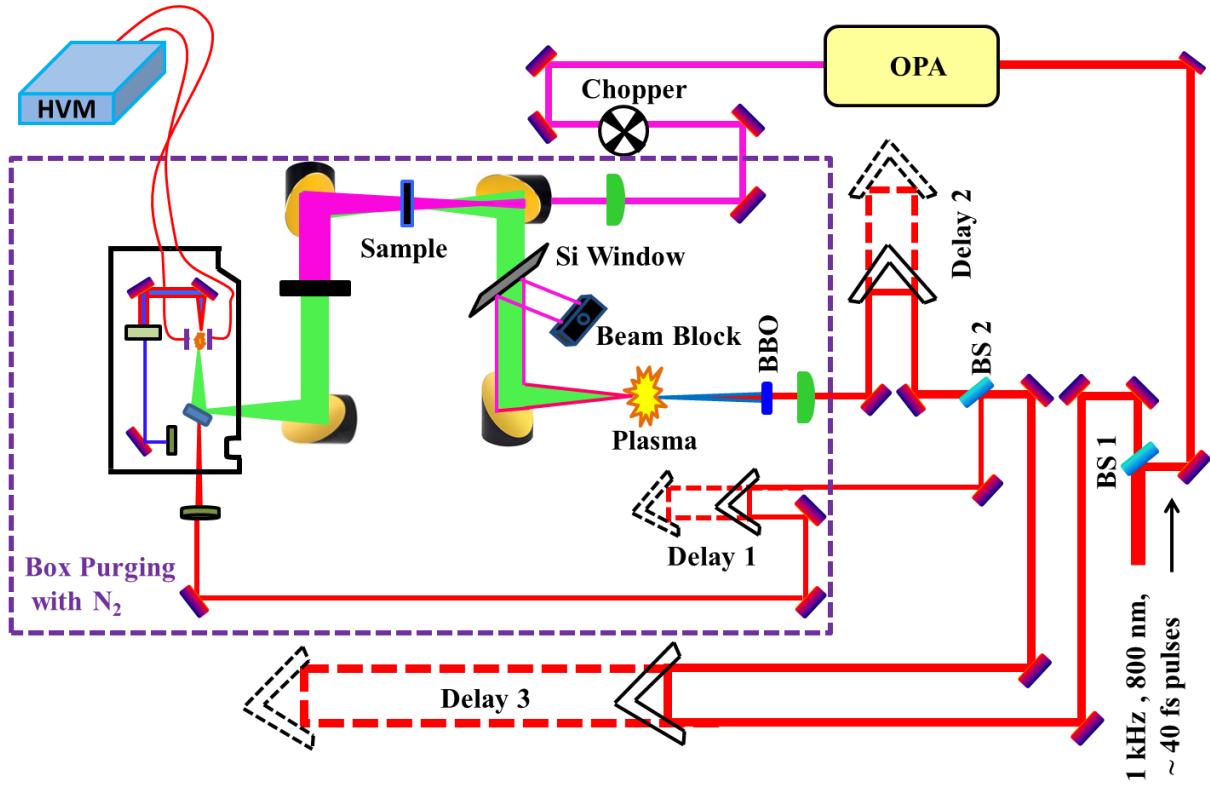 OPA
HVM
Chopper
Sample
Si Window
Delay 2
Beam Block
BBO
BS 2
Plasma
BS 1
Delay 1
Box Purging
with N₂
Delay 3
1 kHz , 800 nm,
~ 40 fs pulses